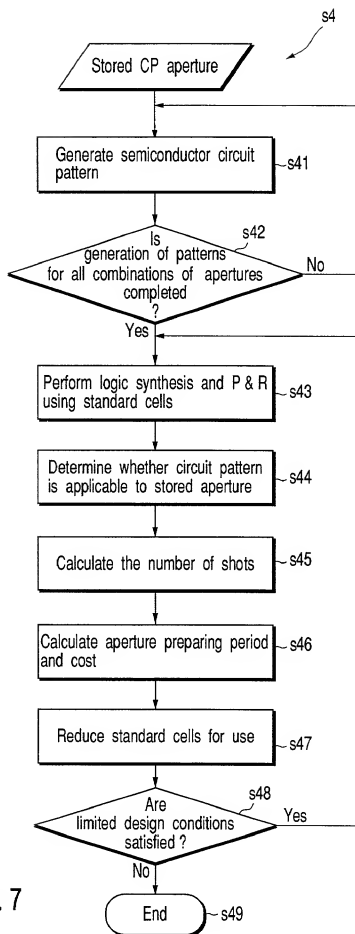 s4
Stored CP aperture
Generate semiconductor circuit
pattern
s41
Is
generation of patterns
for all combinations of apertures
completed
?
s42
No
Yes
Perform logic synthesis and P & R
using standard cells
s43
Determine whether circuit pattern
is applicable to stored aperture
s44
Calculate the number of shots
s45
Calculate aperture preparing period
and cost
s46
Reduce standard cells for use
s47
Are
limited design conditions
satisfied ?
s48
Yes
No
. 7
End
s49